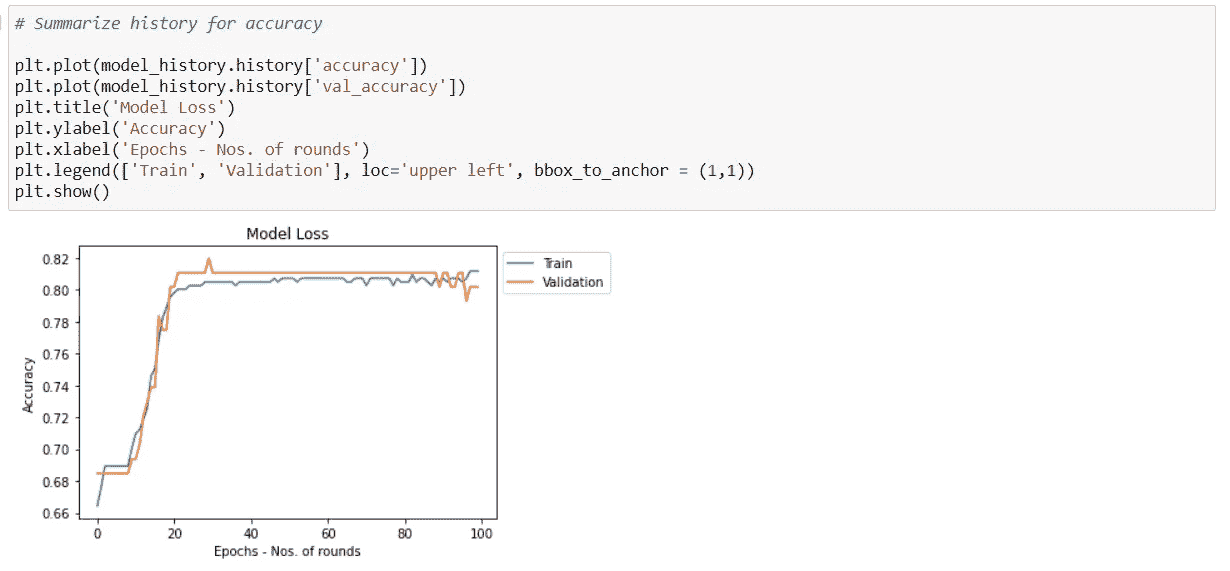 # Summarize history for accuracy
plt.plot(model_history.history['accuracy'])
plt.plot(model_history.history['val_accuracy'])
plt.title('Model Loss')
plt.ylabel('Accuracy')
plt.xlabel('Epochs - Nos. of rounds')
plt.legend(['Train', 'Validation'], loc='upper left', bbox_to_anchor = (1,1))
plt.show()
Model Loss
0.82
0.80
0.78
0.76
0.74
0.72
0.70
0.68
0.66
Accuracy
0 20 40 60 80 100
Epochs - Nos. of rounds
Train
Validation